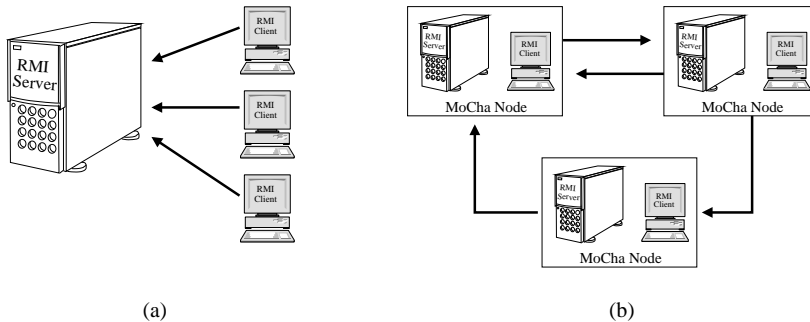 RMI
Server
RMI
Client
RMI
Client
RMI
Client
(a)
RMI
Server
RMI
Client
MoCha Node
RMI
Server
RMI
Client
MoCha Node
RMI
Server
RMI
Client
MoCha Node
(b)